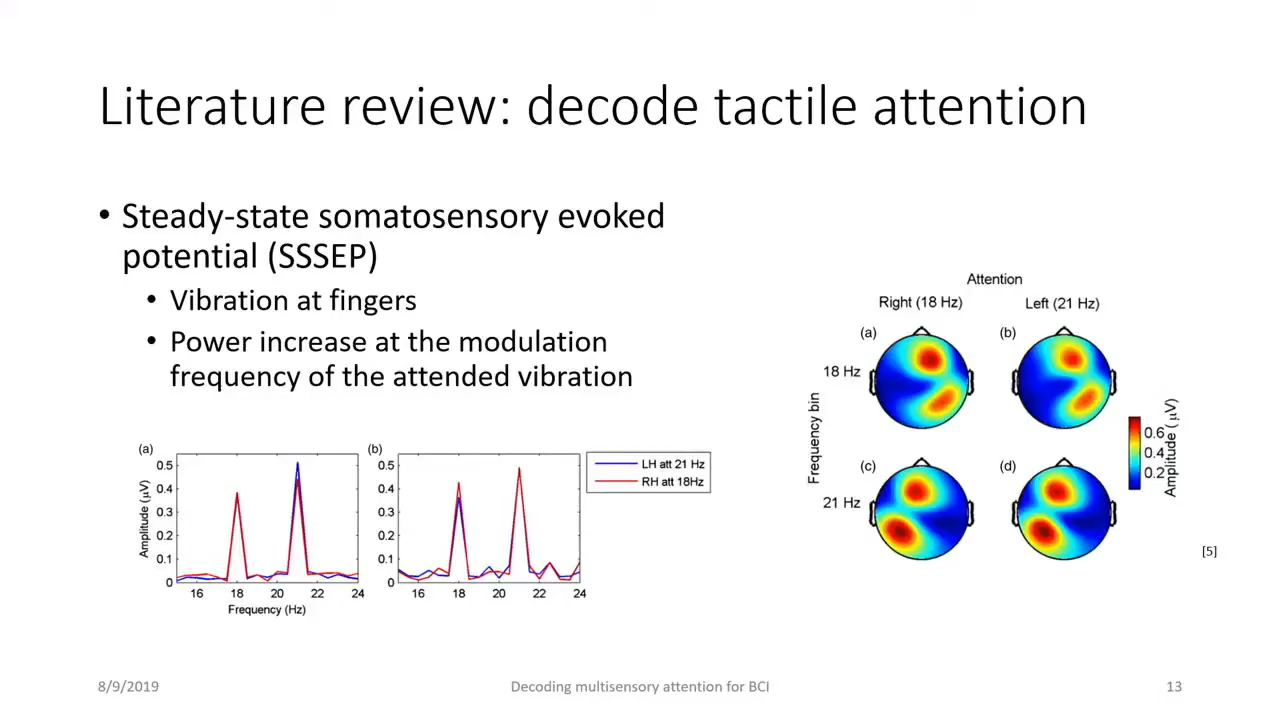 Literature review: decode tactile attention
• Steady-state somatosensory evoked
potential (SSSEP)
• Vibration at fingers
• Power increase at the modulation
frequency of the attended vibration
(a)
0.5
0.4
0.3
0.2
0.1
0
Amplitude (μV)
16 18 20 22 24
Frequency (Hz)
(b)
0.5
0.4
0.3
0.2
0.1
0
16 18 20 22 24
LH att 21 Hz
RH att 18Hz
Attention
Right (18 Hz) Left (21 Hz)
(a) (b)
18 Hz
Frequency bin
(c) (d)
21 Hz
0.6
0.4
0.2
Amplitude (μV)
[5]
8/9/2019 Decoding multisensory attention for BCI 13